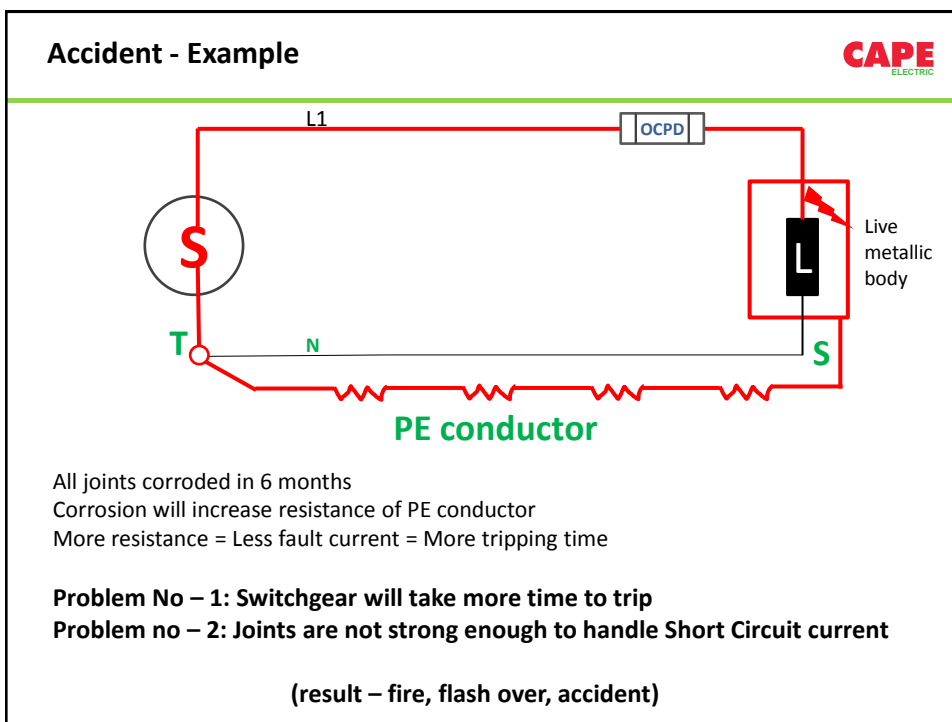 Accident - Example
CAPE
ELECTRIC
L1
OCPD
S
L
Live
metallic
body
T
N
S
PE conductor
All joints corroded in 6 months
Corrosion will increase resistance of PE conductor
More resistance = Less fault current = More tripping time
Problem No – 1: Switchgear will take more time to trip
Problem no – 2: Joints are not strong enough to handle Short Circuit current
(result – fire, flash over, accident)